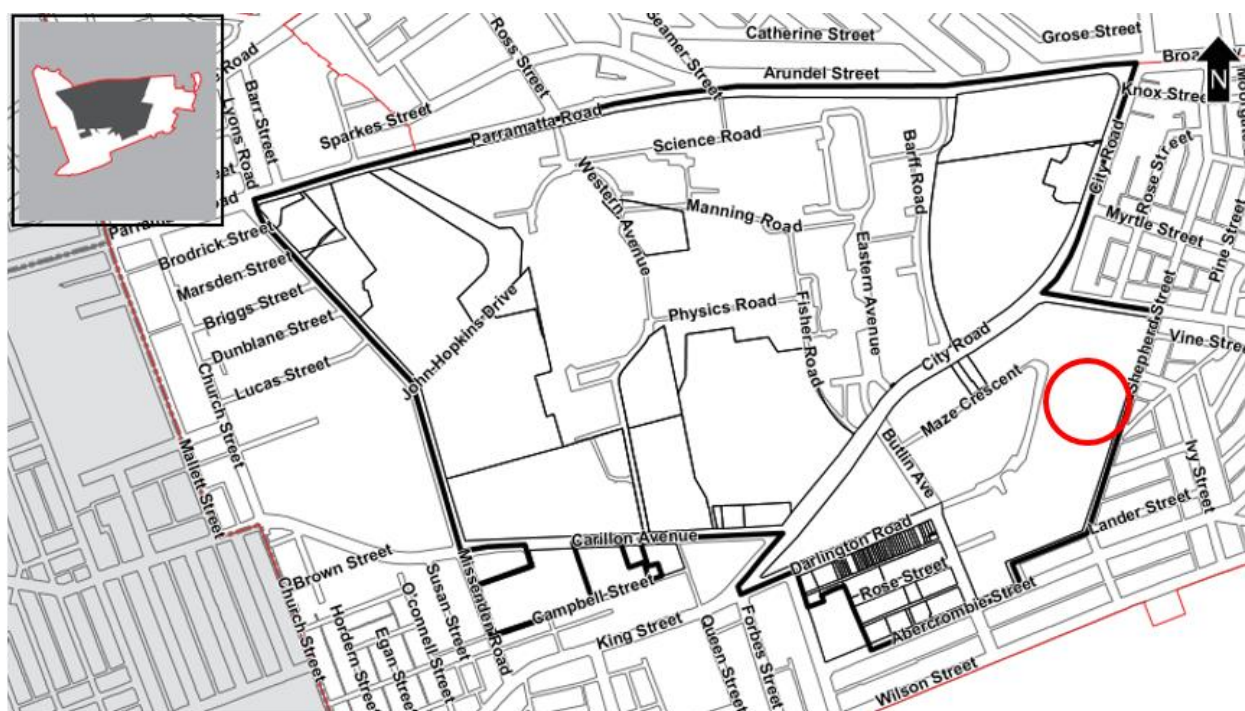 Catherine Street
Grose Street
Seamer Street
Ross Street
Arundel Street
Broa
N
s Road
Barr Street
Lyons Road
Sparkes Street
Parramatta Road
Knox Street
Science Road
Barff Road
City Road
Rose Street
Western Avenue
Manning Road
Myrtle Street
Pine Street
Parrama
Road
Brodrick Street
Marsden Street
Eastern Avenue
Briggs Street
Physics Road
Fisher Road
Dunblane Street
John Hopkins Drive
City Road
Shepherd Street
Vine Stree
Lucas Street
Maze Crescent
Church Street
Mallett Street
Butlin Ave
Ivy Street
Lander Street
Carillon Avenue
Darlington Road
Brown Street
Missenden Road
Susan Street
O'connell Street
Campbell Street
Rose Street
Abercrombie Street
Church Street
Hordern Street
Egan Street
King Street
Queen Street
Forbes Street
Wilson Street